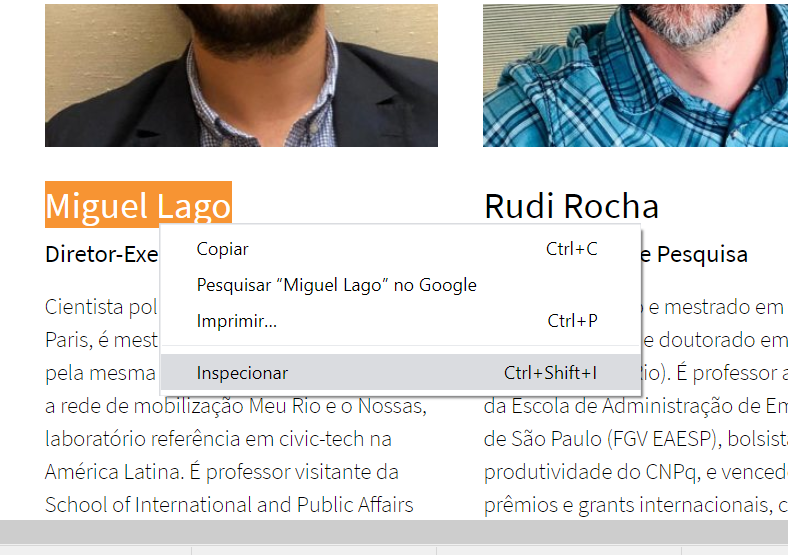 Miguel Lago
Diretor-Exe
Cientista pol
Paris, é mest
pela mesma
a rede de mobilização Meu Rio e o Nossas,
laboratório referência em civic-tech na
América Latina. É professor visitante da
School of International and Public Affairs
Copiar Ctrl+C
Pesquisar “Miguel Lago” no Google
Imprimir... Ctrl+P
Inspecionar Ctrl+Shift+I
Rudi Rocha
e Pesquisa
o e mestrado em
e doutorado em
Rio). É professor a
da Escola de Administração de Em
de São Paulo (FGV EAESP), bolsist
produtividade do CNPq, e venced
prêmios e grants internacionais, c